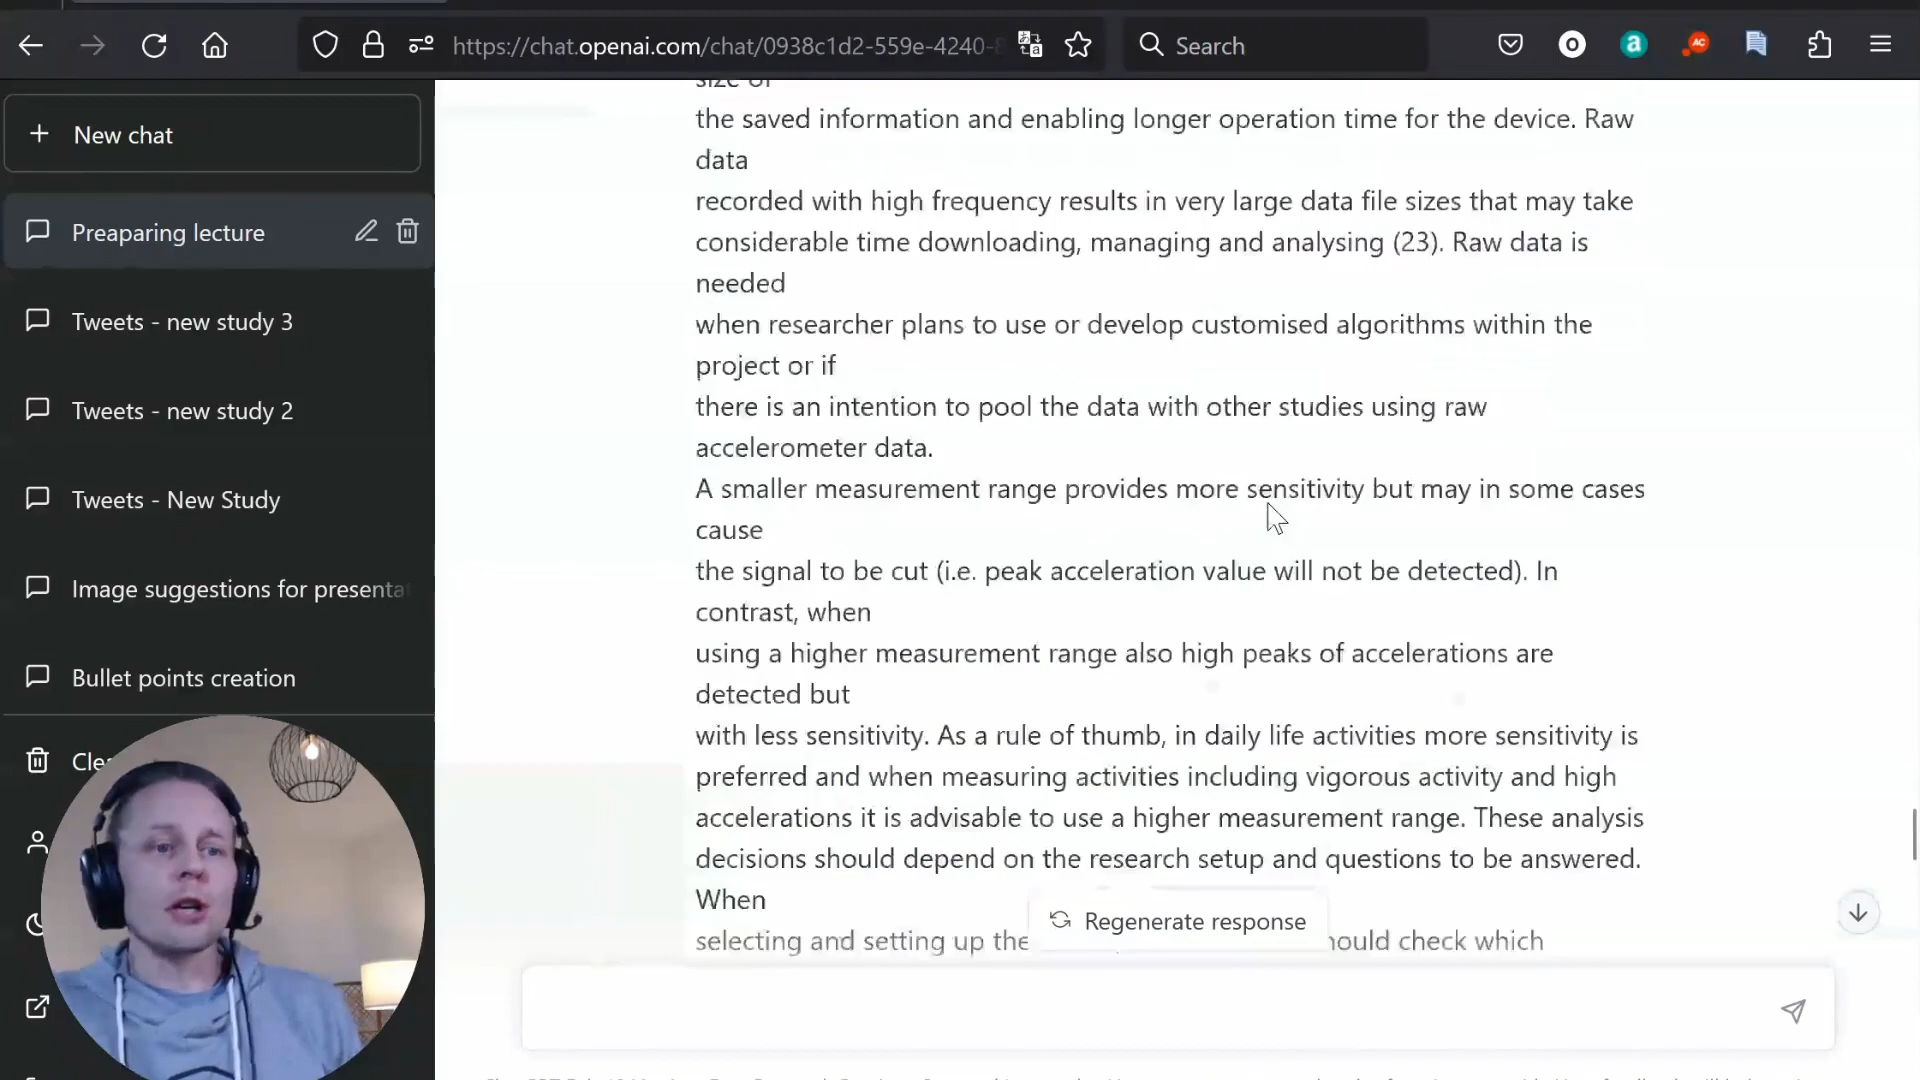 https://chat.openai.com/chat/0938c1d2-559e-4240-8
Search
New chat
Preaparing lecture
Tweets - new study 3
Tweets - new study 2
Tweets - New Study
Image suggestions for presentat
Bullet points creation
Cle
size of
the saved information and enabling longer operation time for the device. Raw
data
recorded with high frequency results in very large data file sizes that may take
considerable time downloading, managing and analysing (23). Raw data is
needed
when researcher plans to use or develop customised algorithms within the
project or if
there is an intention to pool the data with other studies using raw
accelerometer data.
A smaller measurement range provides more sensitivity but may in some cases
cause
the signal to be cut (i.e. peak acceleration value will not be detected). In
contrast, when
using a higher measurement range also high peaks of accelerations are
detected but
with less sensitivity. As a rule of thumb, in daily life activities more sensitivity is
preferred and when measuring activities including vigorous activity and high
accelerations it is advisable to use a higher measurement range. These analysis
decisions should depend on the research setup and questions to be answered.
When
selecting and setting up the hould check which
Regenerate response